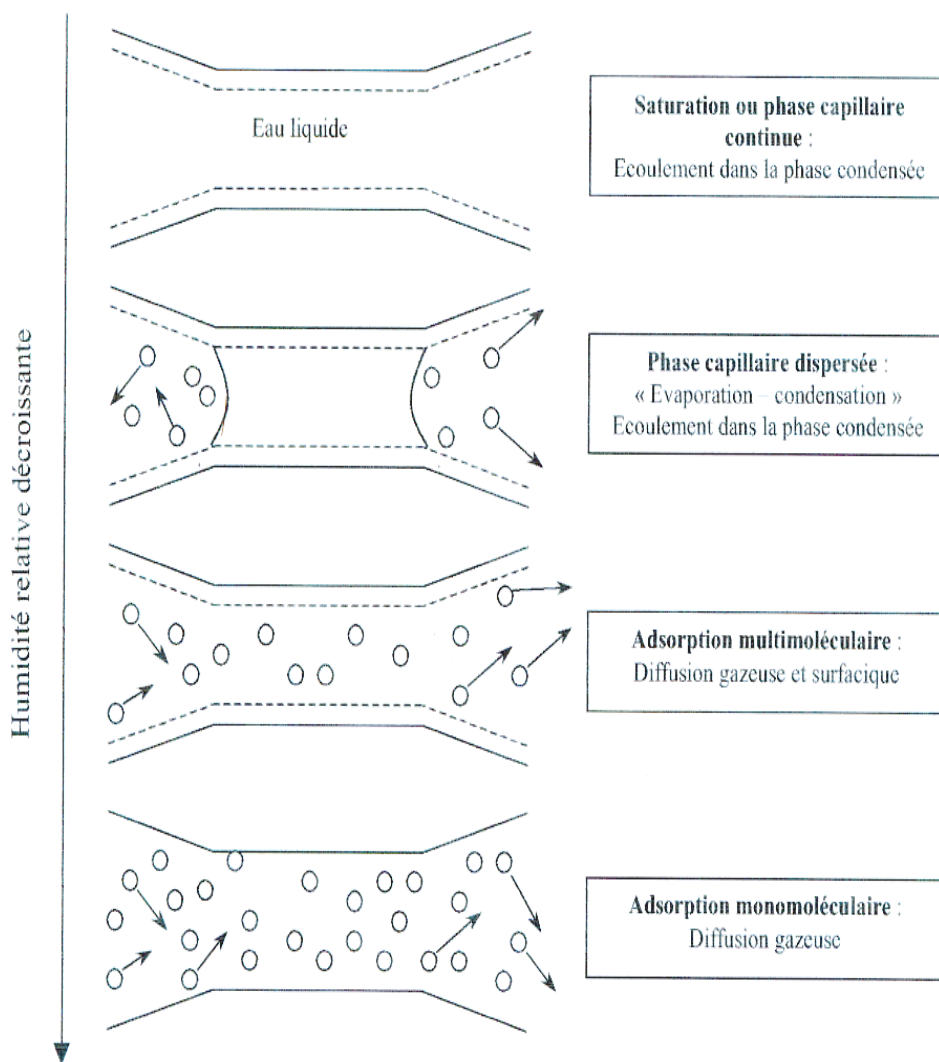 Humidité relative décroissante
Eau liquide
Saturation ou phase capillaire
continue :
Ecoulement dans la phase condensée
Phase capillaire dispersée :
« Evaporation – condensation »
Ecoulement dans la phase condensée
Adsorption multimoléculaire :
Diffusion gazeuse et surfacique
Adsorption monomoléculaire :
Diffusion gazeuse